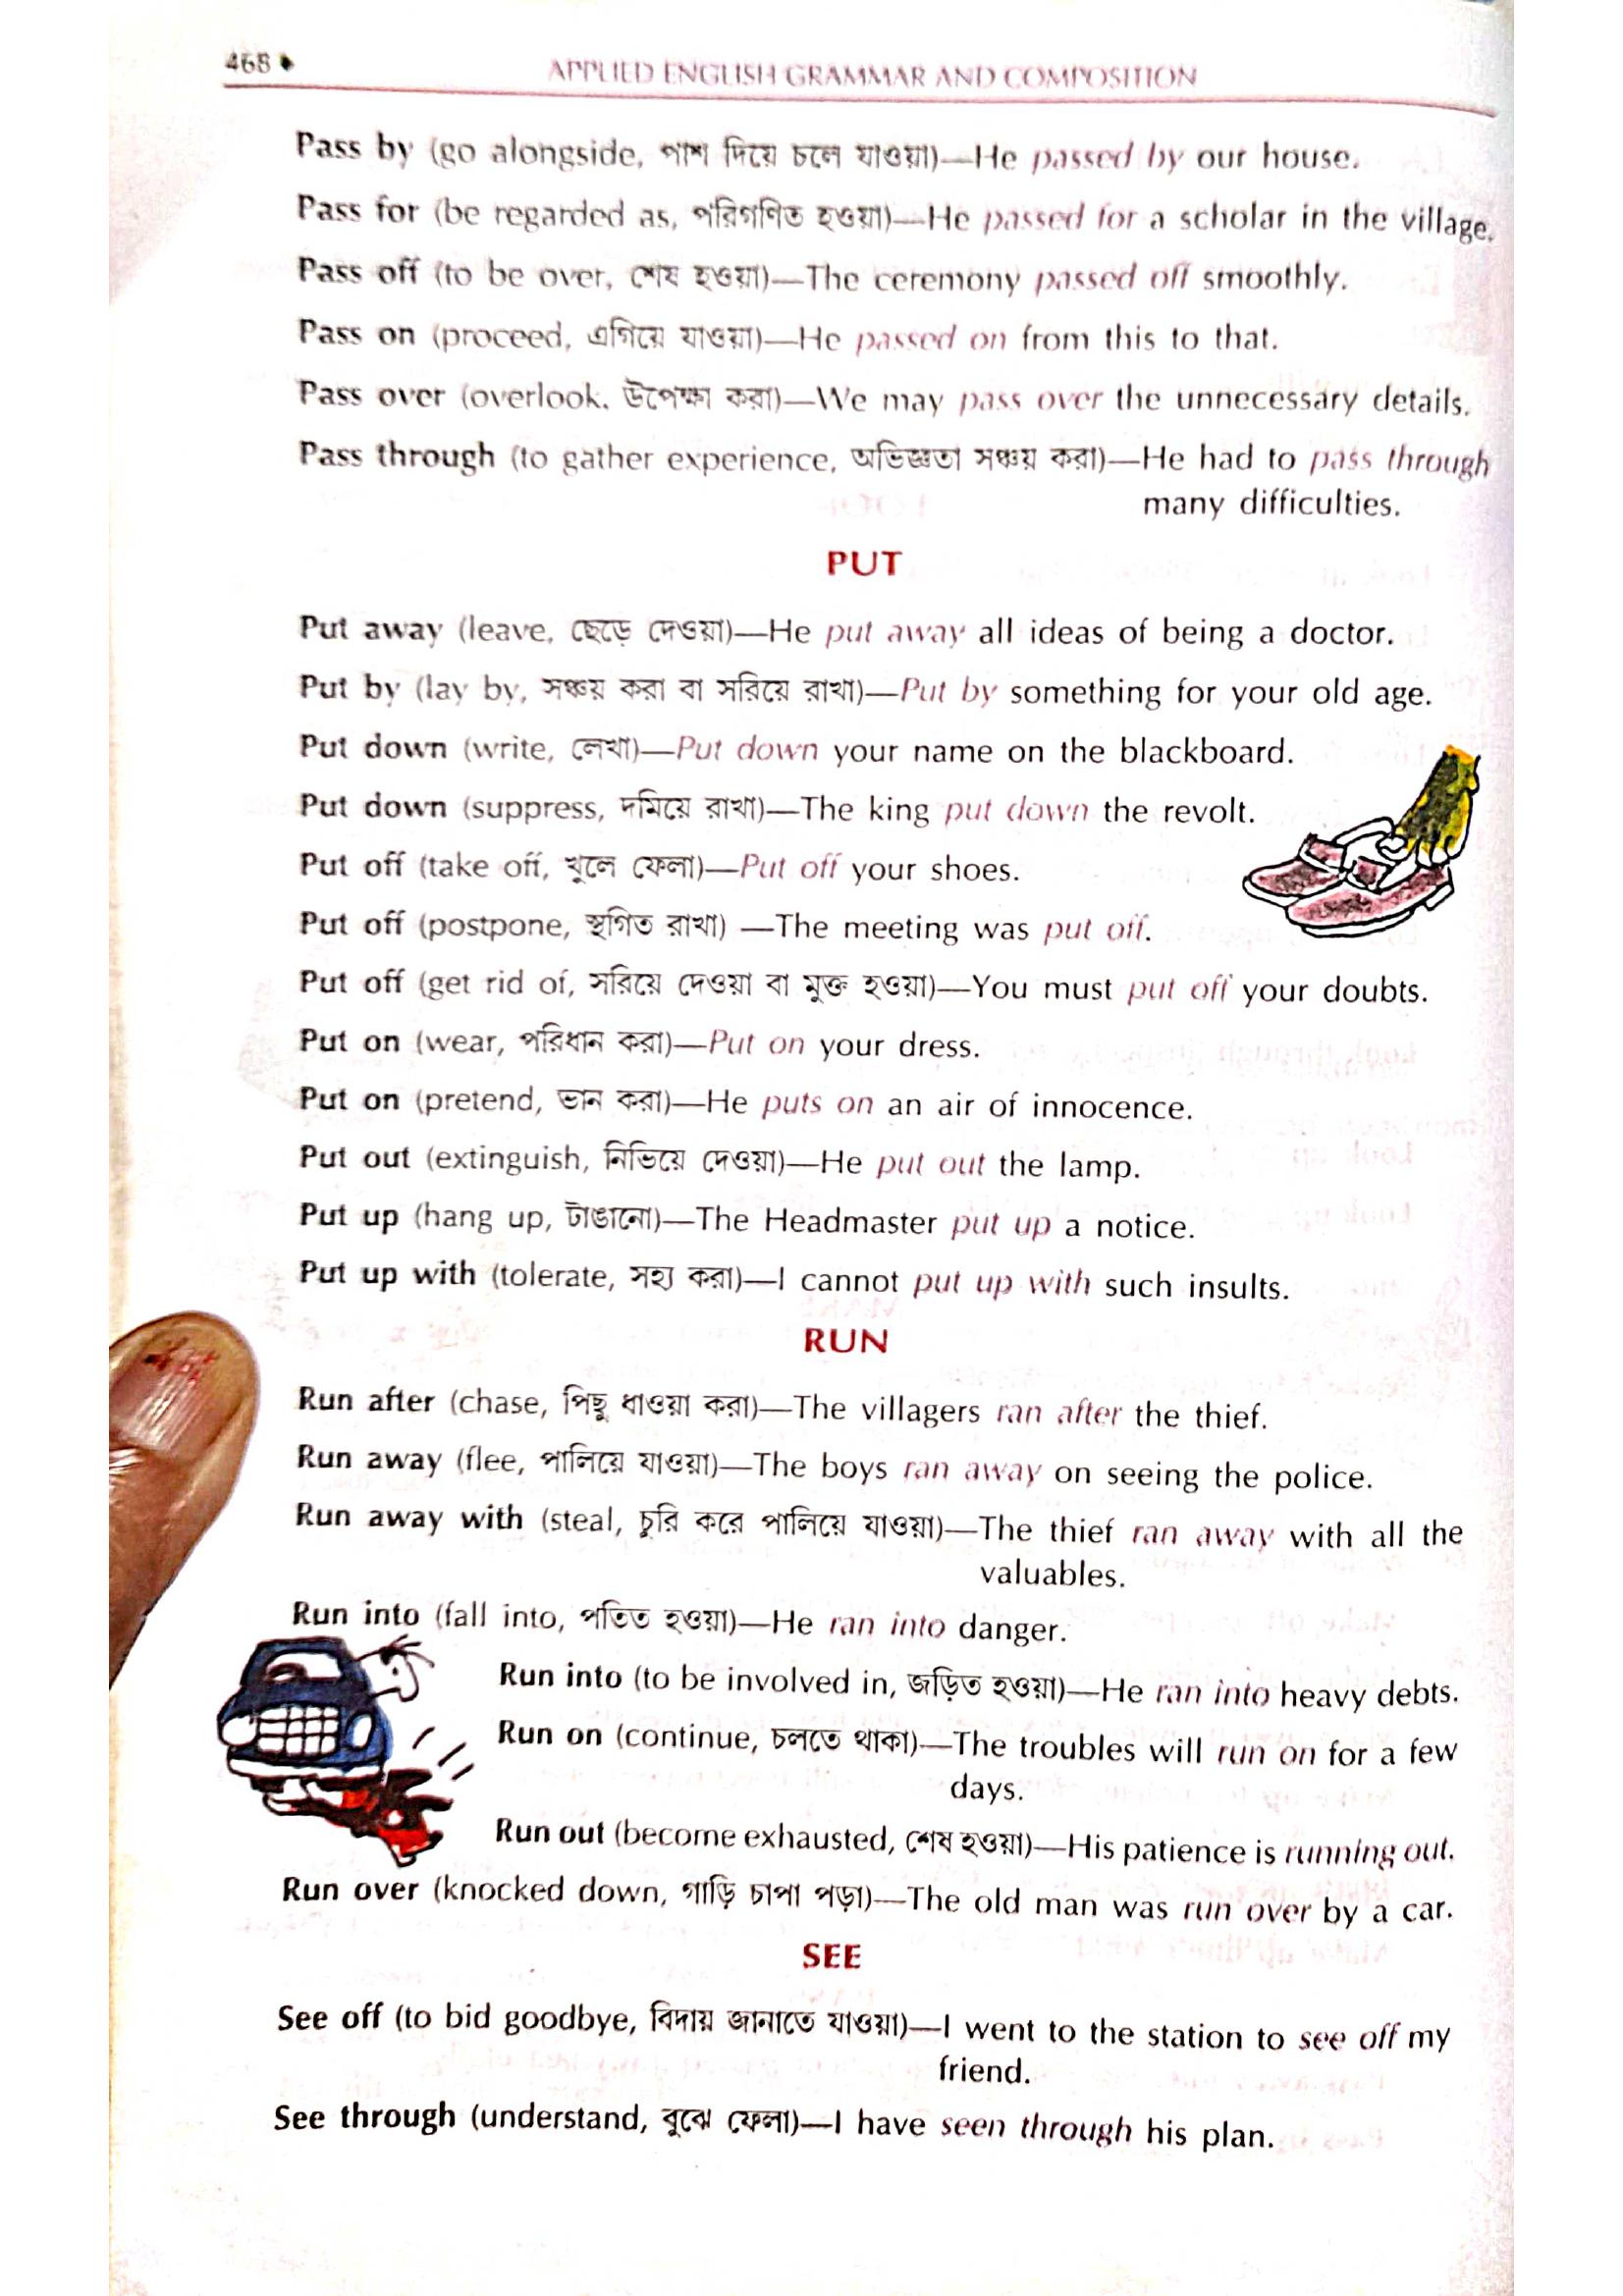 468
APPLIED ENGLISH GRAMMAR AND COMPOSITION
Pass by (go alongside, পাশ দিয়ে চলে যাওয়া)—He passed by our house.
Pass for (be regarded as, পরিগণিত হওয়া)—He passed for a scholar in the village.
Pass off (to be over, শেষ হওয়া)—The ceremony passed off smoothly.
Pass on (proceed, এগিয়ে যাওয়া)—He passed on from this to that.
Pass over (overlook, উপেক্ষা করা)—We may pass over the unnecessary details.
Pass through (to gather experience, অভিজ্ঞতা সঞ্চয় করা)—He had to pass through
many difficulties.
PUT
Put away (leave, ছেড়ে দেওয়া)—He put away all ideas of being a doctor.
Put by (lay by, সঞ্চয় করা বা সরিয়ে রাখা)—Put by something for your old age.
Put down (write, লেখা)—Put down your name on the blackboard.
Put down (suppress, দমিয়ে রাখা)—The king put down the revolt.
Put off (take off, খুলে ফেলা)—Put off your shoes.
Put off (postpone, স্থগিত রাখা) —The meeting was put off.
Put off (get rid of, সরিয়ে দেওয়া বা মুক্ত হওয়া)—You must put off your doubts.
Put on (wear, পরিধান করা)—Put on your dress.
Put on (pretend, ভান করা)—He puts on an air of innocence.
Put out (extinguish, নিভিয়ে দেওয়া)—He put out the lamp.
Put up (hang up, টাঙানো)—The Headmaster put up a notice.
Put up with (tolerate, সহ্য করা)—I cannot put up with such insults.
RUN
Run after (chase, পিছু ধাওয়া করা)—The villagers ran after the thief.
Run away (flee, পালিয়ে যাওয়া)—The boys ran away on seeing the police.
Run away with (steal, চুরি করে পালিয়ে যাওয়া)—The thief ran away with all the
valuables.
Run into (fall into, পতিত হওয়া)—He ran into danger.
Run into (to be involved in, জড়িত হওয়া)—He ran into heavy debts.
Run on (continue, চলতে থাকা)—The troubles will run on for a few
days.
Run out (become exhausted, শেষ হওয়া)—His patience is running out.
Run over (knocked down, গাড়ি চাপা পড়া)—The old man was run over by a car.
SEE
See off (to bid goodbye, বিদায় জানাতে যাওয়া)—I went to the station to see off my
friend.
See through (understand, বুঝে ফেলা)—I have seen through his plan.